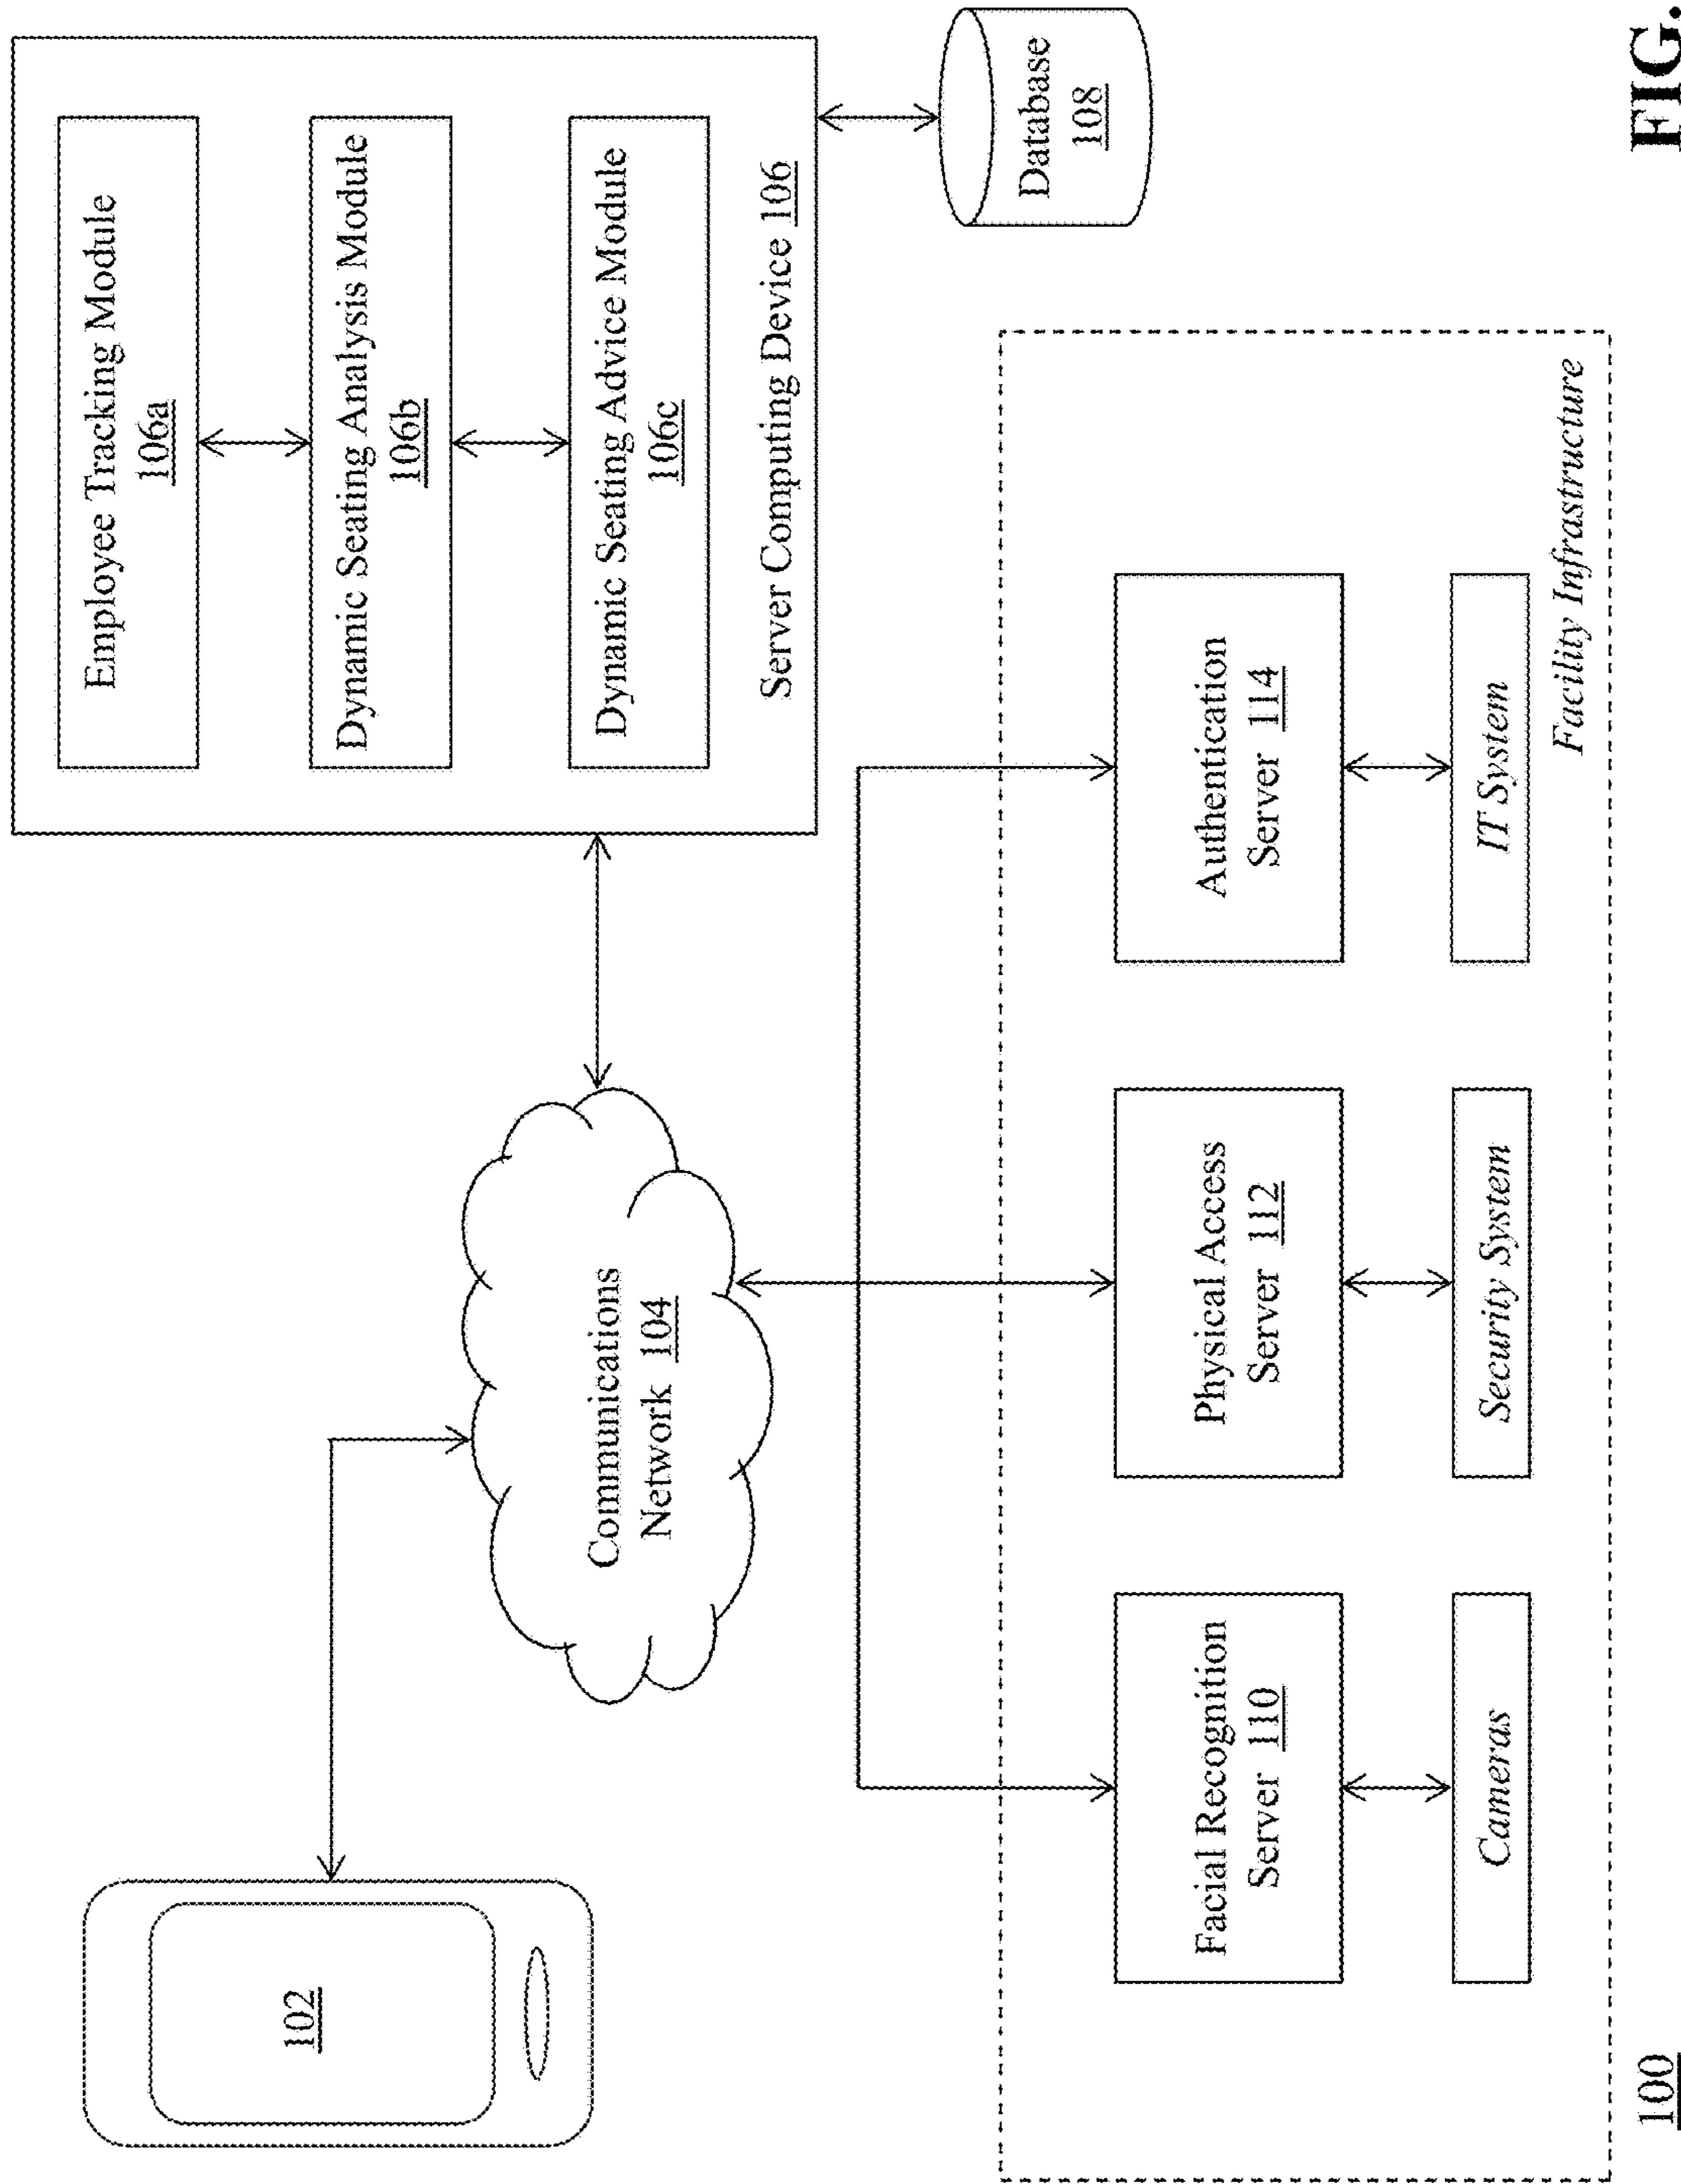 102
Communications
Network 104
Employee Tracking Module
106a
Dynamic Seating Analysis Module
106b
Dynamic Seating Advice Module
106c
Server Computing Device 106
Database
108
Facial Recognition
Server 110
Physical Access
Server 112
Authentication
Server 114
Cameras
Security System
IT System
Facility Infrastructure
100
FIG.